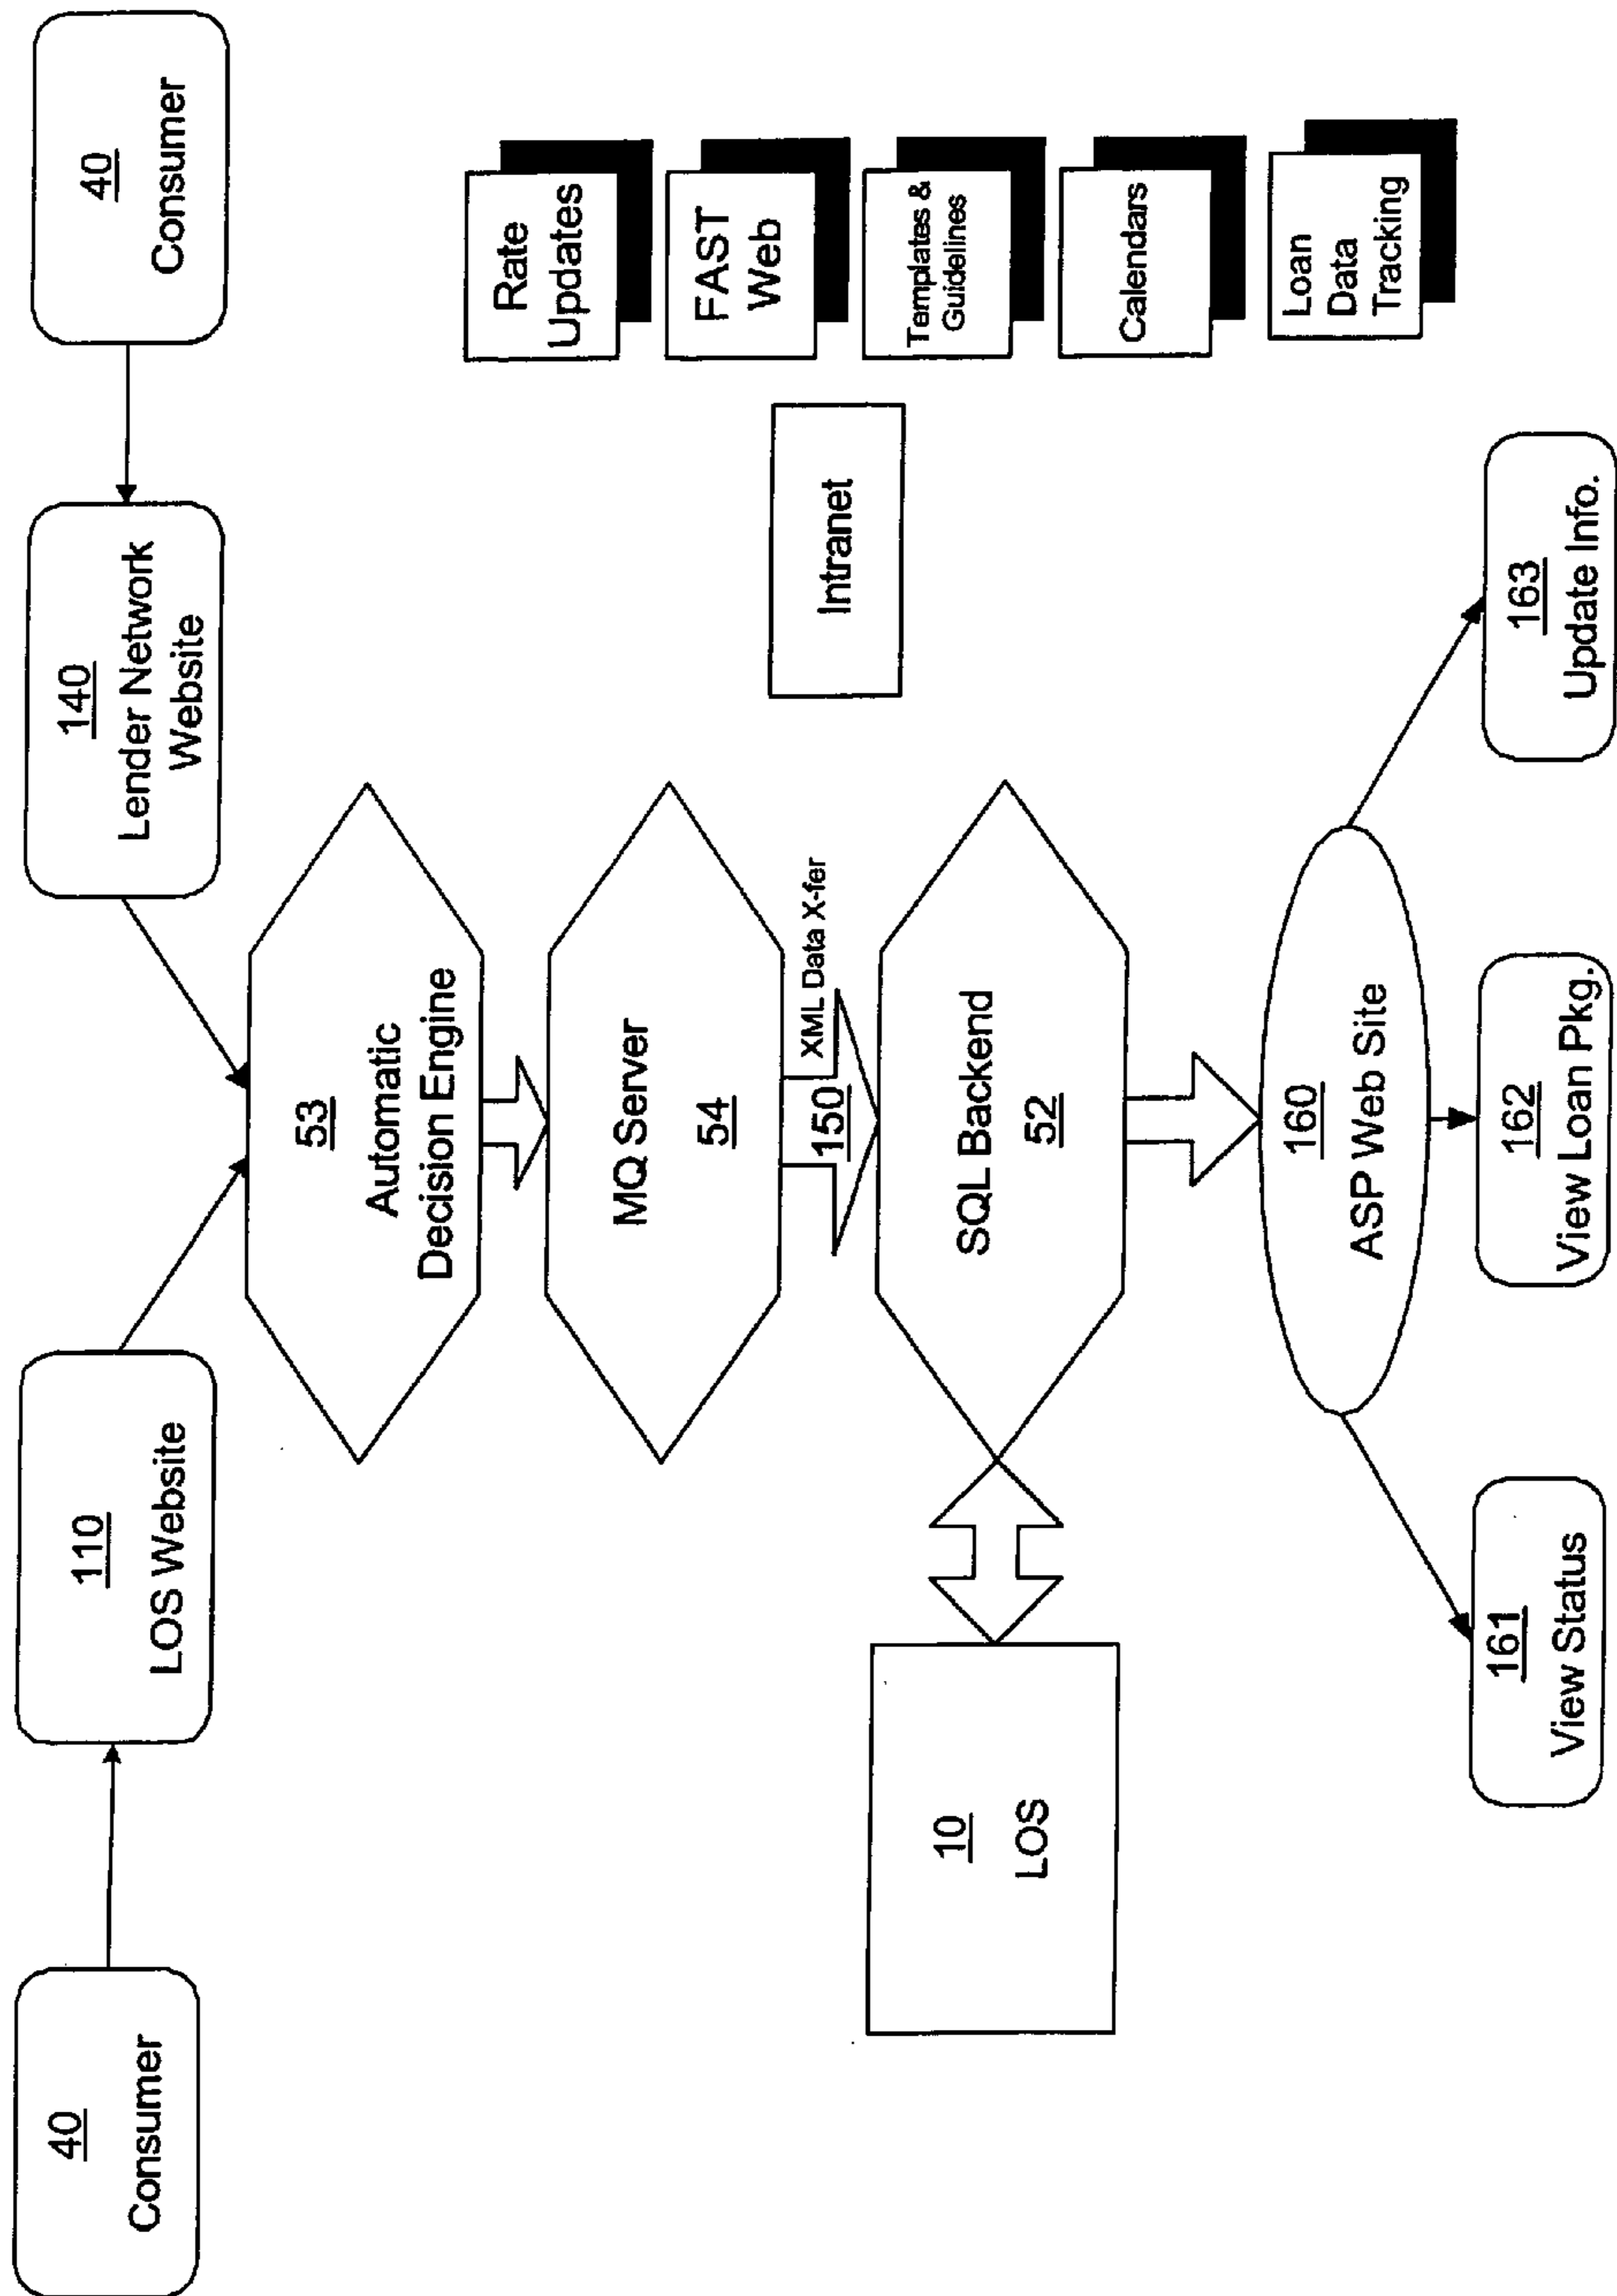 40
Consumer
110
LOS Website
140
Lender Network
Website
40
Consumer
53
Automatic
Decision Engine
MQ Server
54
150
XML Data X-fer
SQL Backend
52
10
LOS
160
ASP Web Site
161
View Status
162
View Loan Pkg.
163
Update Info.
Intranet
Rate
Updates
FAST
Web
Templates &
Guidelines
Calendars
Loan
Data
Tracking